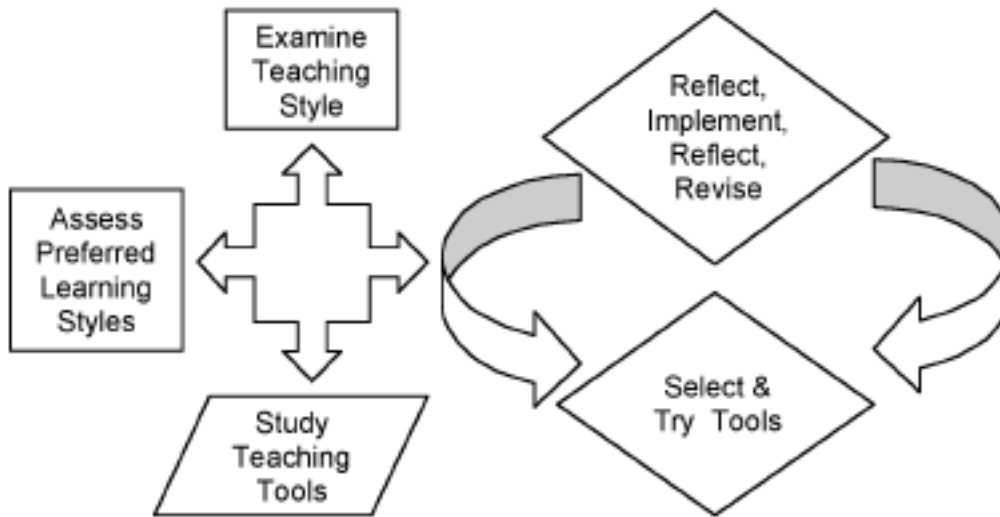 Examine
Teaching
Style
Assess
Preferred
Learning
Styles
Study
Teaching
Tools
Reflect,
Implement,
Reflect,
Revise
Select &
Try Tools